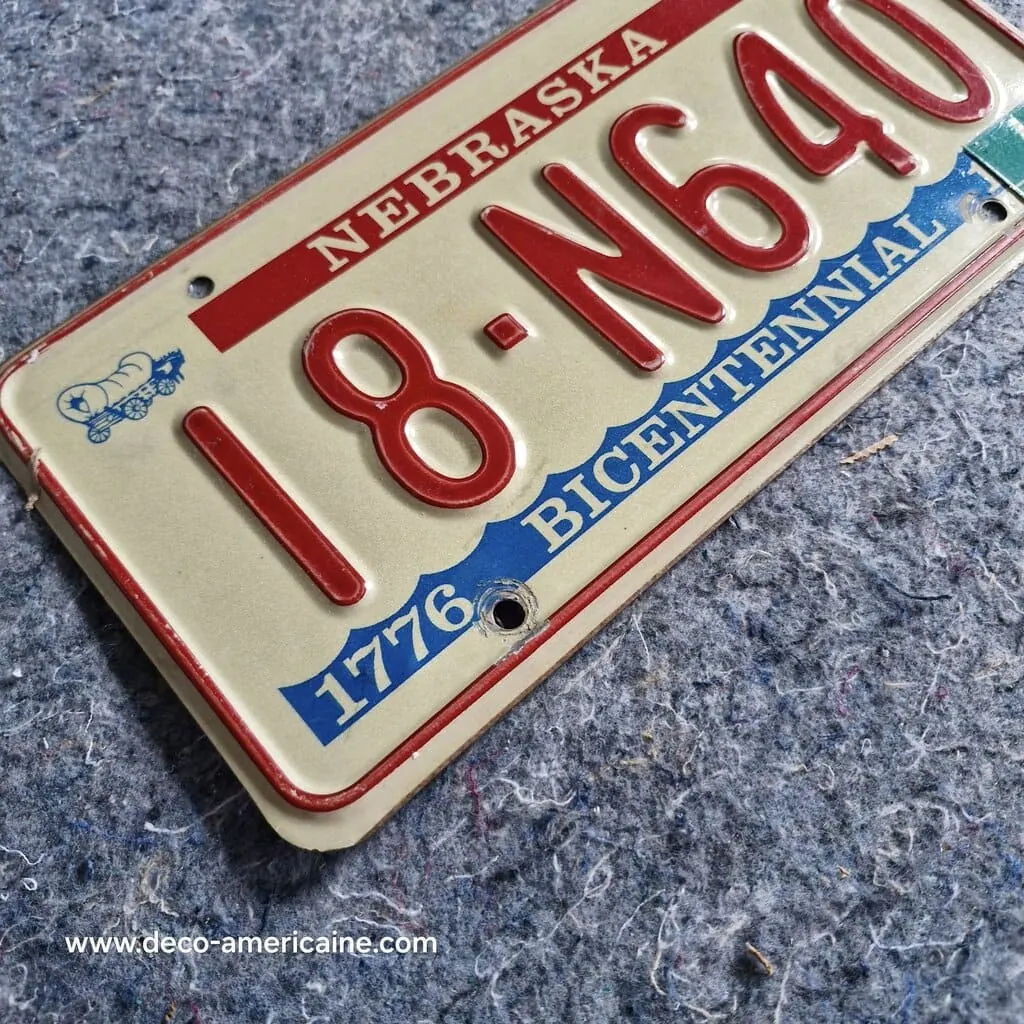 NEBRASKA
18-N640
1776 BICENTENNIAL
www.deco-americaine.com